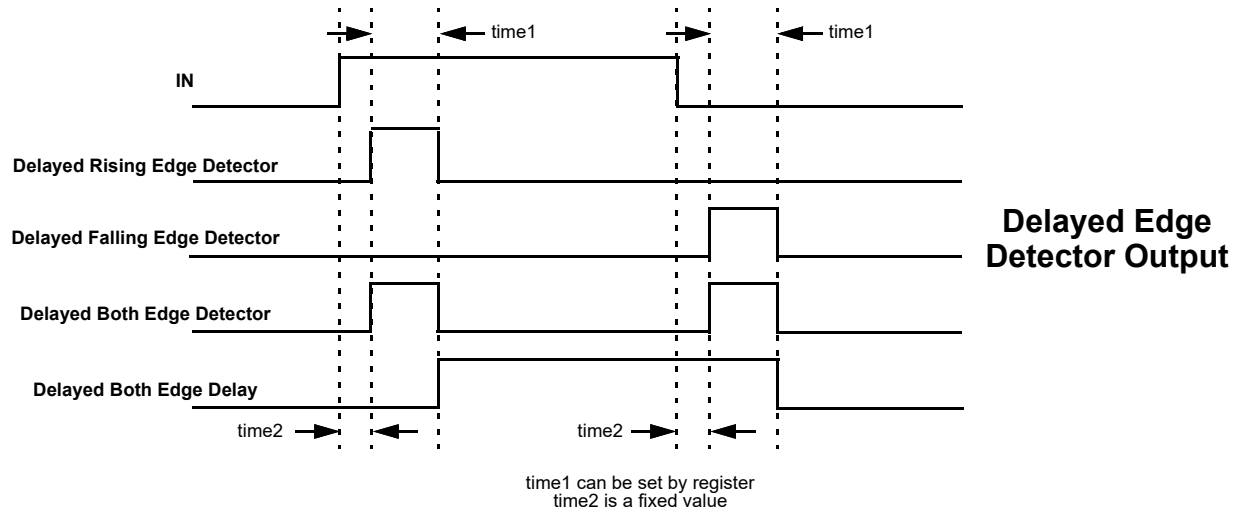 time1
time1
IN
Delayed Rising Edge Detector
Delayed Falling Edge Detector
Delayed Edge
Detector Output
Delayed Both Edge Detector
Delayed Both Edge Delay
time2
time2
time1 can be set by register
time2 is a fixed value